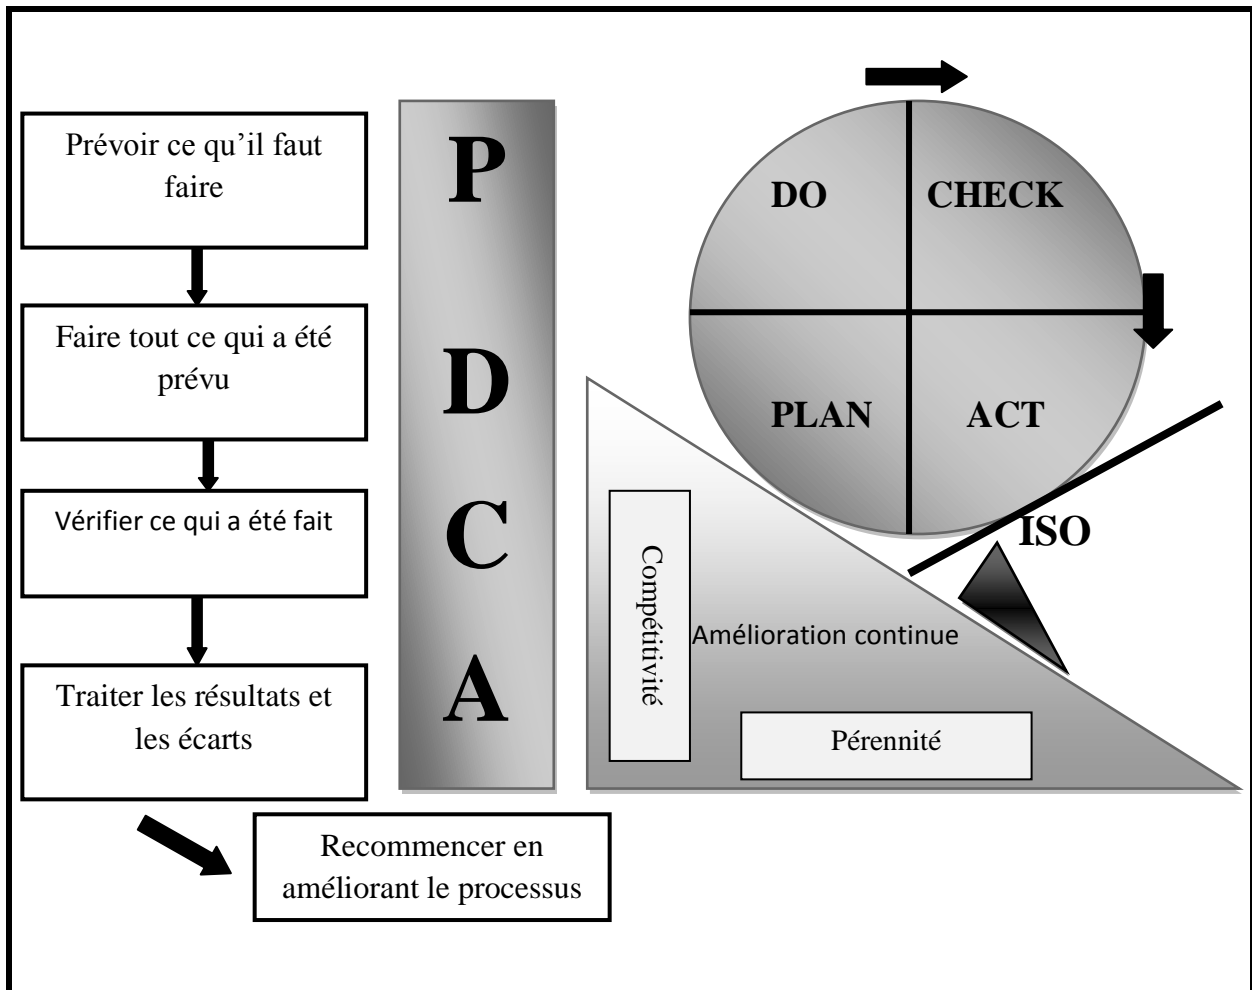 Prévoir ce qu’il faut
faire
Faire tout ce qui a été
prévu
Vérifier ce qui a été fait
Traiter les résultats et
les écarts
Recommencer en
améliorant le processus
P
D
C
A
DO
CHECK
PLAN
ACT
ISO
Compétitivité
Amélioration continue
Pérennité